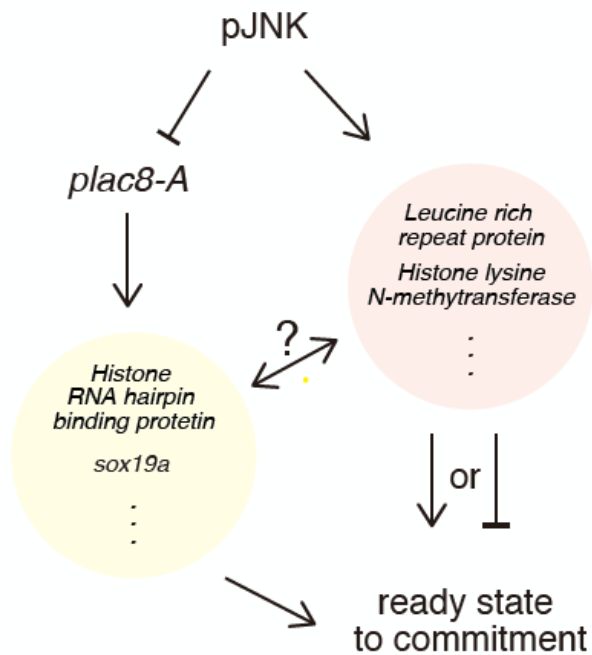 pJNK
plac8-A
Leucine rich
repeat protein
Histone lysine
N-methytransferase
?
Histone
RNA hairpin
binding protetin
sox19a
or
ready state
to commitment